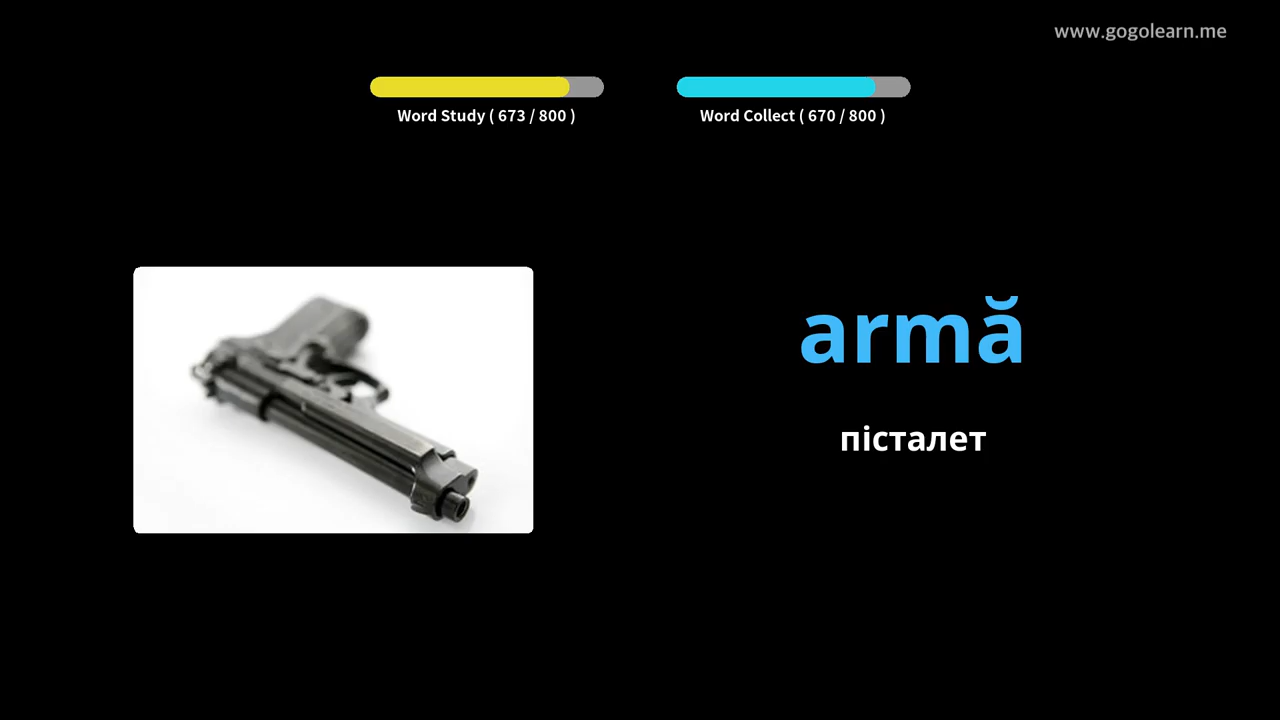 www.gogolearn.me
Word Study ( 673 / 800 )
Word Collect ( 670 / 800 )
armă
пісталет